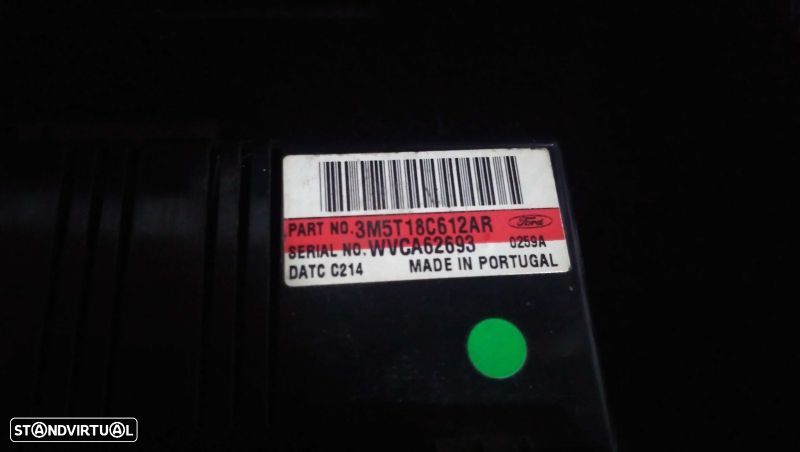 PART NO. 3M5T18C612AR Ford
SERIAL NO. WVCA62693 0259A
DATC C214 MADE IN PORTUGAL
STANDVIRTUAL